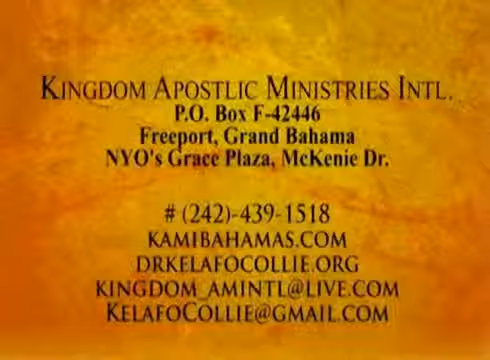 Kingdom Apostlic Ministries Intl.
P.O. Box F-42446
Freeport, Grand Bahama
NYO's Grace Plaza, McKenie Dr.
# (242)-439-1518
kamibahamas.com
drkelafocollie.org
kingdom_amintl@live.com
KelafoCollie@gmail.com